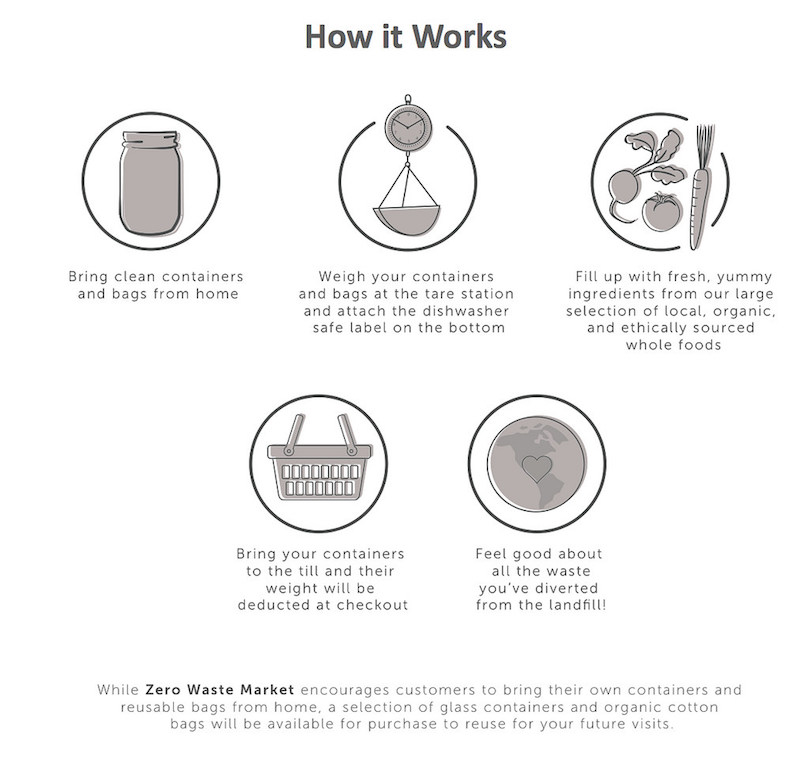 How it Works
Bring clean containers
and bags from home
Weigh your containers
and bags at the tare station
and attach the dishwasher
safe label on the bottom
Fill up with fresh, yummy
ingredients from our large
selection of local, organic,
and ethically sourced
whole foods
Bring your containers
to the till and their
weight will be
deducted at checkout
Feel good about
all the waste
you've diverted
from the landfill!
While Zero Waste Market encourages customers to bring their own containers and
reusable bags from home, a selection of glass containers and organic cotton
bags will be available for purchase to reuse for your future visits.